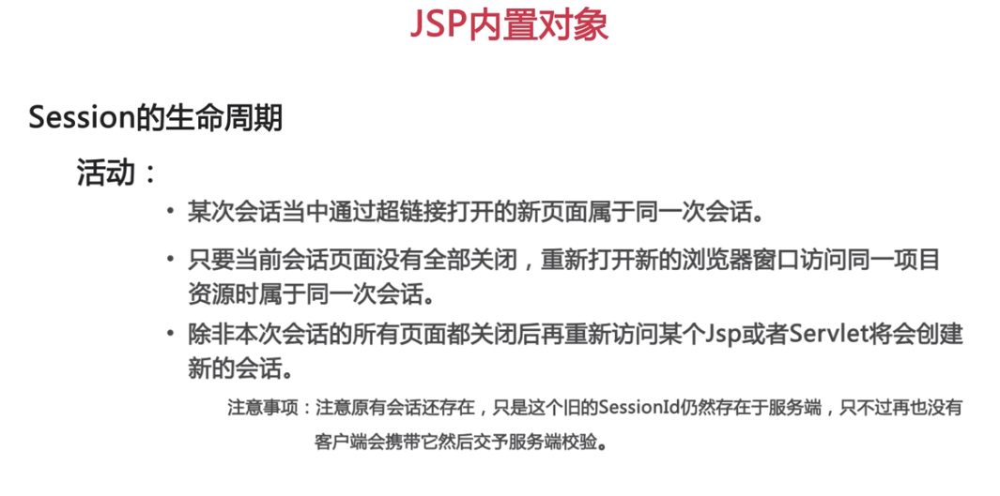 JSP内置对象
Session的生命周期
活动：
• 某次会话当中通过超链接打开的新页面属于同一次会话。
• 只要当前会话页面没有全部关闭，重新打开新的浏览器窗口访问同一项目
资源时属于同一次会话。
• 除非本次会话的所有页面都关闭后再重新访问某个Jsp或者Servlet将会创建
新的会话。
注意事项：注意原有会话还存在，只是这个旧的SessionId仍然存在于服务端，只不过再也没有
客户端会携带它然后交予服务端校验。